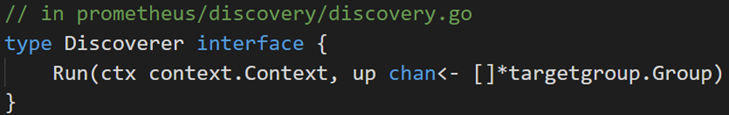 // in prometheus/discovery/discovery.go
type Discoverer interface {
    Run(ctx context.Context, up chan<- []*targetgroup.Group)
}